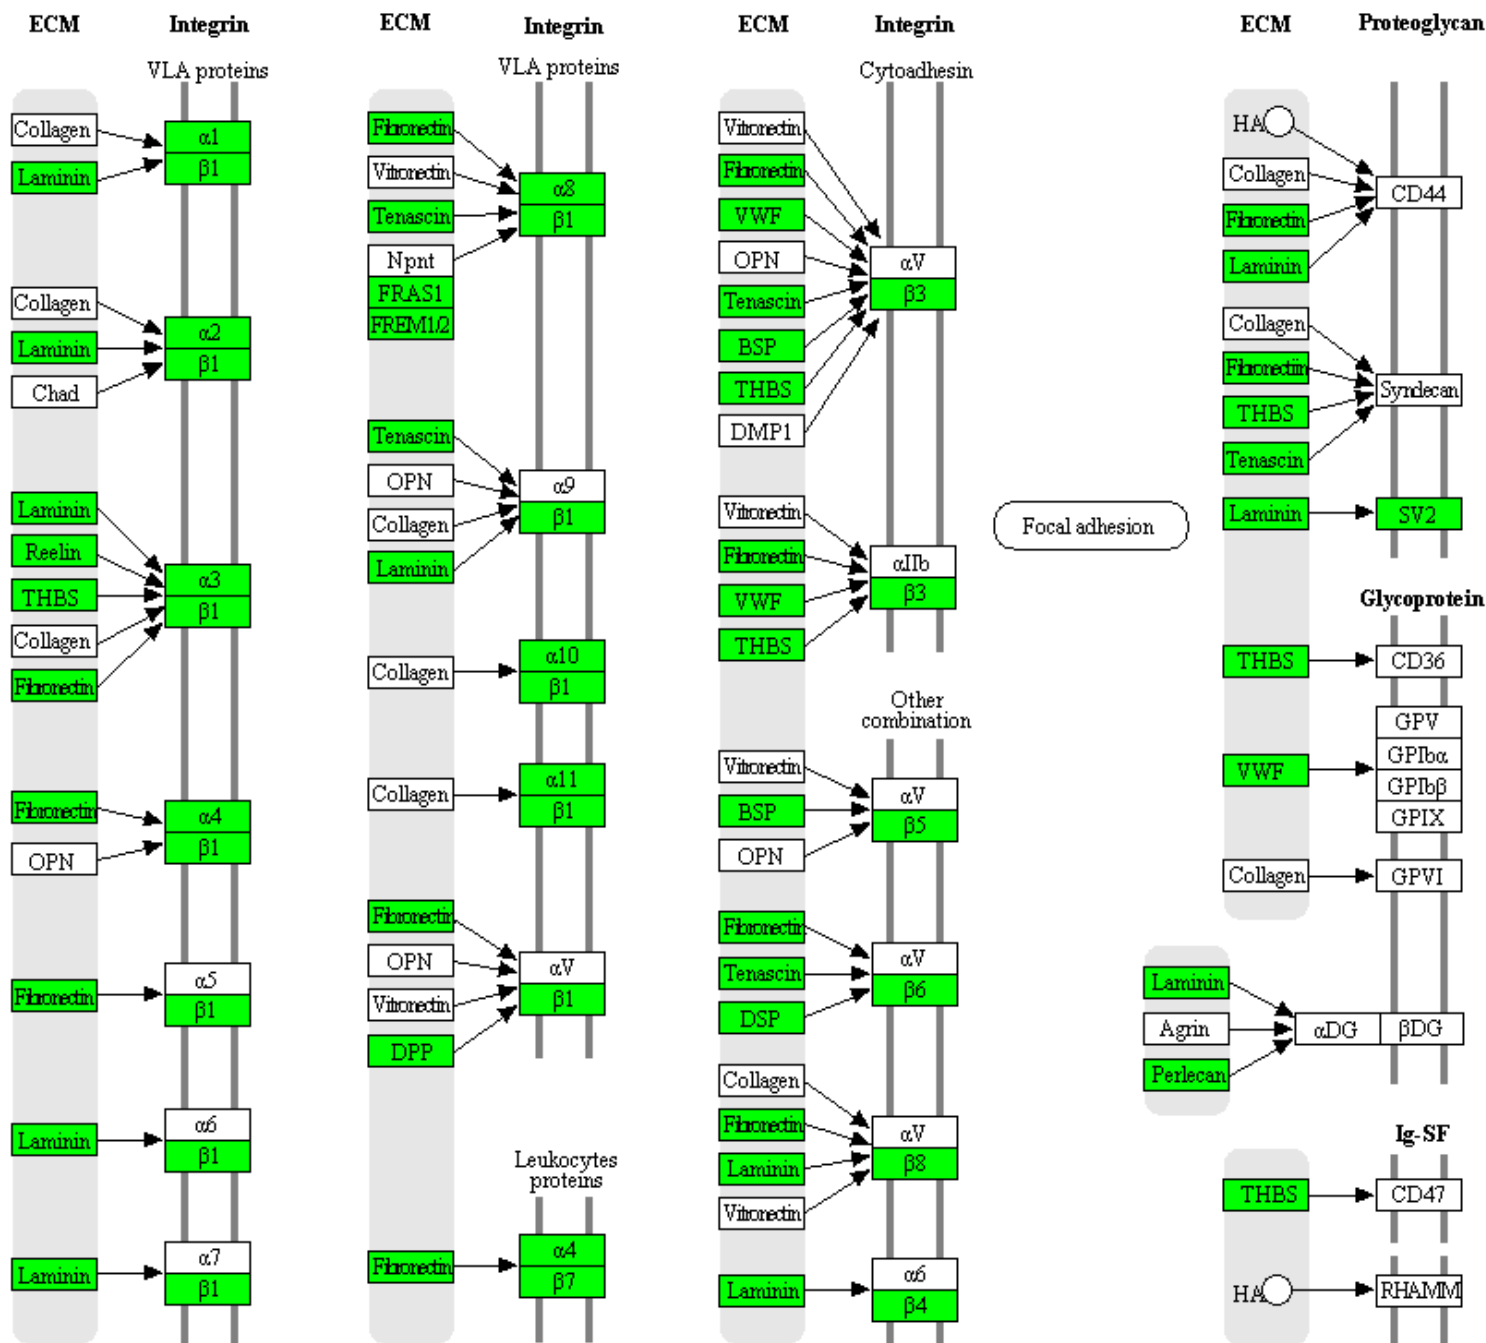 ECM
Integrin
VLA proteins
Collagen
Laminin
α1
β1
Collagen
Laminin
Chad
α2
β1
Laminin
Reelin
THBS
Collagen
Fibronectin
α3
β1
Fibronectin
OPN
α4
β1
Fibronectin
α5
β1
Laminin
α6
β1
Laminin
α7
β1
ECM
Integrin
VLA proteins
Fibronectin
Vitronectin
Tenascin
Npnt
FRAS1
FREM1/2
α8
β1
Tenascin
OPN
Collagen
Laminin
α9
β1
Collagen
α10
β1
Collagen
α11
β1
Fibronectin
OPN
Vitronectin
DPP
αV
β1
Leukocytes
proteins
Fibronectin
α4
β7
ECM
Integrin
Cytoadhesin
Vitronectin
Fibronectin
VWF
OPN
Tenascin
BSP
THBS
DMP1
αV
β3
Vitronectin
Fibronectin
VWF
THBS
αIIb
β3
Other
combination
Vitronectin
BSP
OPN
αV
β5
Fibronectin
Tenascin
DSP
αV
β6
Collagen
Fibronectin
Laminin
Vitronectin
αV
β8
Laminin
α6
β4
Focal adhesion
ECM
Proteoglycan
HA
Collagen
Fibronectin
Laminin
CD44
Collagen
Fibronectiin
THBS
Tenascin
Syndecan
Laminin
SV2
Glycoprotein
THBS
CD36
VWF
GPV
GPIbα
GPIbβ
GPIX
Collagen
GPVI
Laminin
Agrin
Perlecan
αDG
βDG
Ig-SF
THBS
CD47
HA
RHAMM